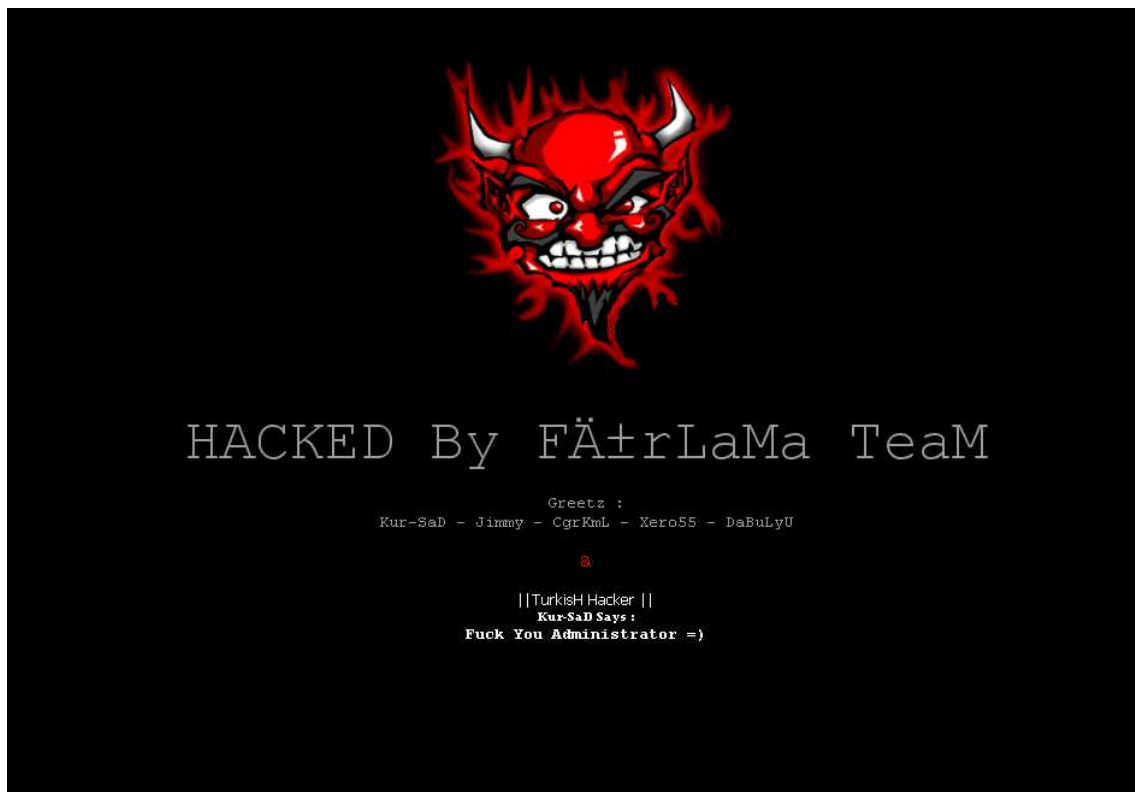 HACKED By FÄ±rLaMa TeaM
Greetz :
Kur-SaD - Jimmy - CgrKmL - Xero55 - DaBuLyU
&
||TurkisH Hacker ||
Kur-SaD Says :
Fuck You Administrator =)